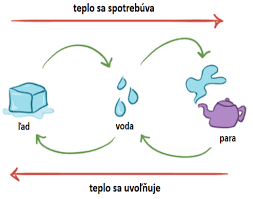 teplo sa spotrebúva
ľad
voda
para
teplo sa uvoľňuje